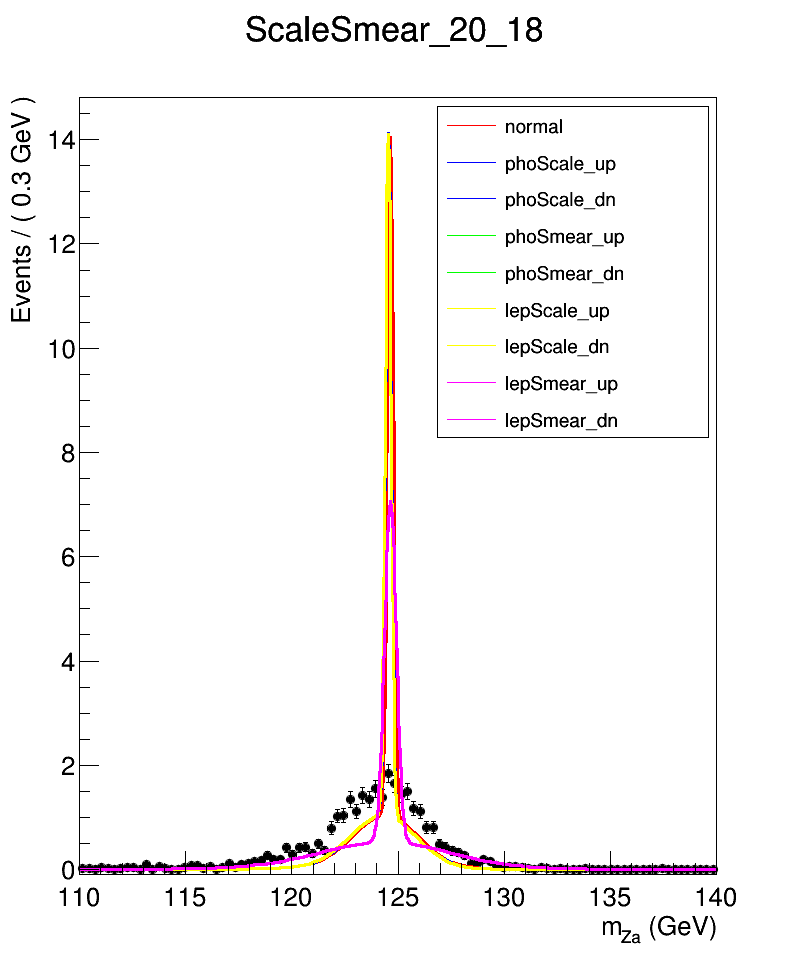 ScaleSmear_20_18
Events / ( 0.3 GeV )
14
12
10
8
6
4
2
0
normal
phoScale_up
phoScale_dn
phoSmear_up
phoSmear_dn
lepScale_up
lepScale_dn
lepSmear_up
lepSmear_dn
110 115 120 125 130 135 140
m_Za (GeV)